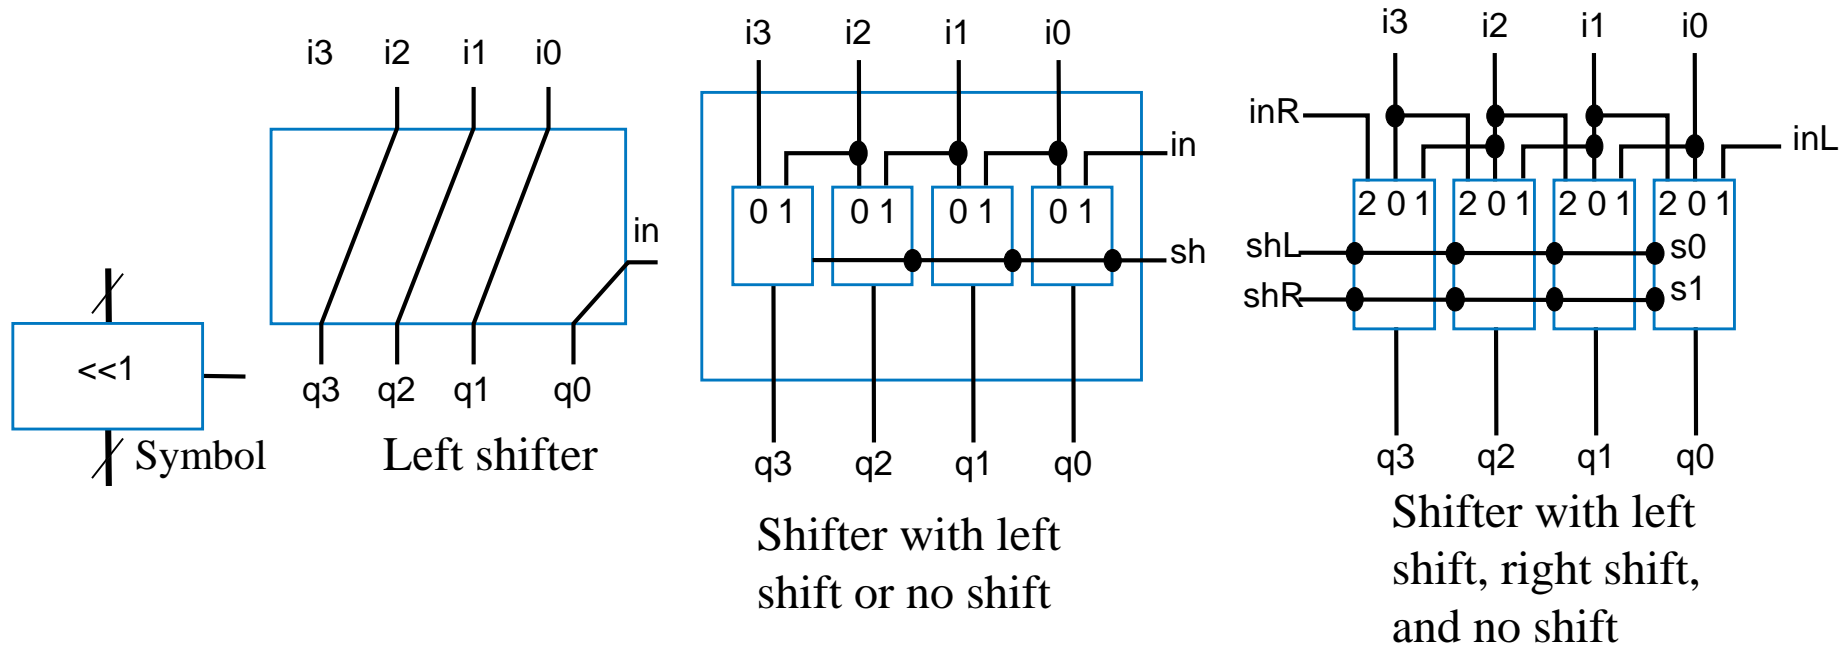 <<1
Symbol
i3 i2 i1 i0
in
q3 q2 q1 q0
Left shifter
i3 i2 i1 i0
in
0 1 0 1 0 1 0 1
sh
q3 q2 q1 q0
Shifter with left
shift or no shift
i3 i2 i1 i0
inR
inL
2 0 1 2 0 1 2 0 1 2 0 1
shL s0
shR s1
q3 q2 q1 q0
Shifter with left
shift, right shift,
and no shift